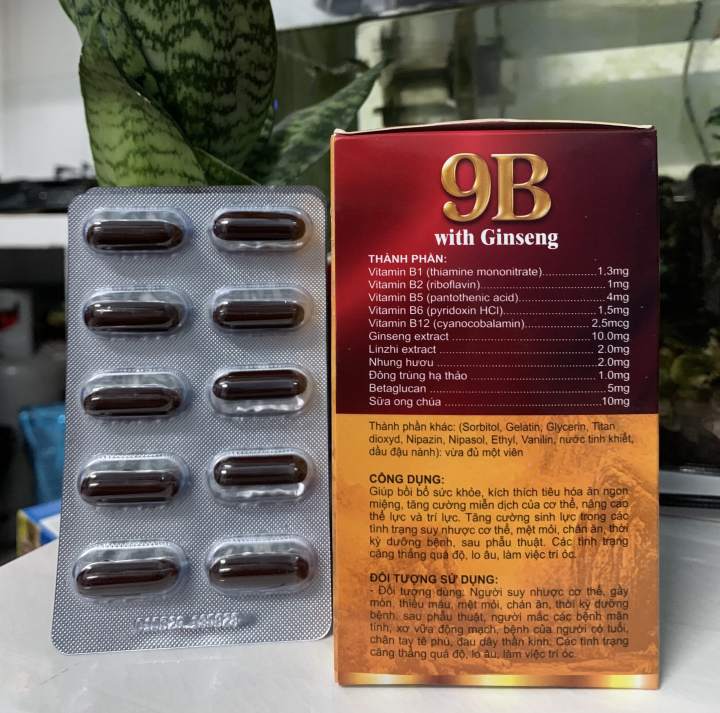 9B
with Ginseng
THÀNH PHẦN:
Vitamin B1 (thiamine mononitrate)......................1,3mg
Vitamin B2 (riboflavin)......................................1mg
Vitamin B5 (pantothenic acid)............................4mg
Vitamin B6 (pyridoxin HCl)...............................1,5mg
Vitamin B12 (cyanocobalamin).........................2,5mcg
Ginseng extract ............................................10.0mg
Linzhi extract ................................................2.0mg
Nhung hươu ..................................................2.0mg
Đông trùng hạ thảo ........................................1.0mg
Betaglucan ....................................................5mg
Sữa ong chúa ................................................10mg
Thành phần khác: (Sorbitol, Gelatin, Glycerin, Titan
dioxyd, Nipazin, Nipasol, Ethyl, Vanilin, nước tinh khiết,
dầu đậu nành): vừa đủ một viên
CÔNG DỤNG:
Giúp bồi bổ sức khỏe, kích thích tiêu hóa ăn ngon
miệng, tăng cường miễn dịch của cơ thể, nâng cao
thể lực và trí lực. Tăng cường sinh lực trong các
tình trạng suy nhược cơ thể, mệt mỏi, chán ăn, thời
kỳ dưỡng bệnh, sau phẫu thuật. Các tình trạng
căng thẳng quá độ, lo âu, làm việc trí óc.
ĐỐI TƯỢNG SỬ DỤNG:
- Đối tượng dùng: Người suy nhược cơ thể, gầy
mòn, thiếu máu, mệt mỏi, chán ăn, thời kỳ dưỡng
bệnh, sau phẫu thuật, người mắc các bệnh mãn
tính, xơ vữa động mạch, bệnh của người có tuổi,
chân tay tê phù, đau dây thần kinh. Các tình trạng
căng thẳng quá độ, lo âu, làm việc trí óc.